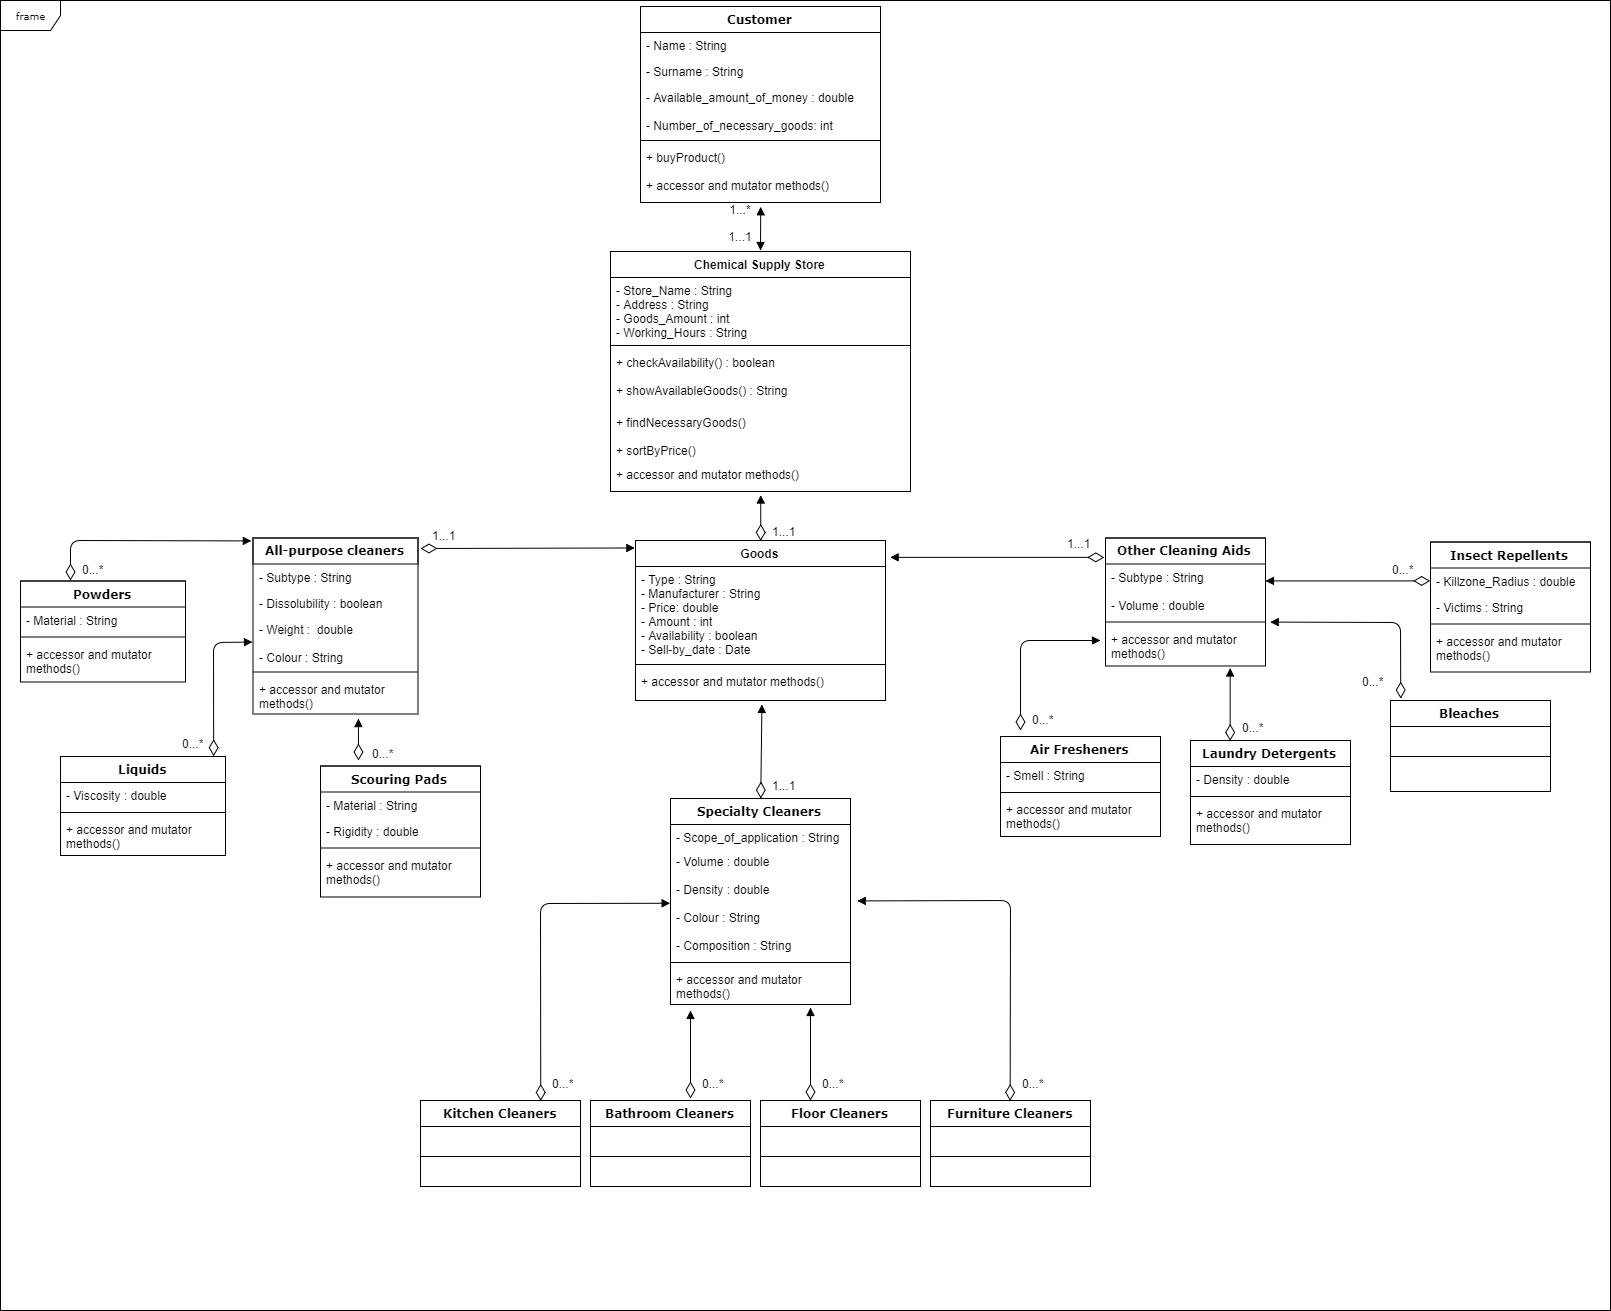 frame
Customer
- Name : String
- Surname : String
- Available_amount_of_money : double
- Number_of_necessary_goods: int
+ buyProduct()
+ accessor and mutator methods()
1...*
1...1
Chemical Supply Store
- Store_Name : String
- Address : String
- Goods_Amount : int
- Working_Hours : String
+ checkAvailability() : boolean
+ showAvailableGoods() : String
+ findNecessaryGoods()
+ sortByPrice()
+ accessor and mutator methods()
1...1
Goods
- Type : String
- Manufacturer : String
- Price: double
- Amount : int
- Availability : boolean
- Sell-by_date : Date
+ accessor and mutator methods()
1...1
All-purpose cleaners
- Subtype : String
- Dissolubility : boolean
- Weight :  double
- Colour : String
+ accessor and mutator
methods()
0...*
Powders
- Material : String
+ accessor and mutator
methods()
0...*
Liquids
- Viscosity : double
+ accessor and mutator
methods()
0...*
Scouring Pads
- Material : String
- Rigidity : double
+ accessor and mutator
methods()
1...1
Other Cleaning Aids
- Subtype : String
- Volume : double
+ accessor and mutator
methods()
0...*
Insect Repellents
- Killzone_Radius : double
- Victims : String
+ accessor and mutator
methods()
0...*
Air Fresheners
- Smell : String
+ accessor and mutator
methods()
0...*
Laundry Detergents
- Density : double
+ accessor and mutator
methods()
0...*
Bleaches
1...1
Specialty Cleaners
- Scope_of_application : String
- Volume : double
- Density : double
- Colour : String
- Composition : String
+ accessor and mutator
methods()
0...*
Kitchen Cleaners
0...*
Bathroom Cleaners
0...*
Floor Cleaners
0...*
Furniture Cleaners